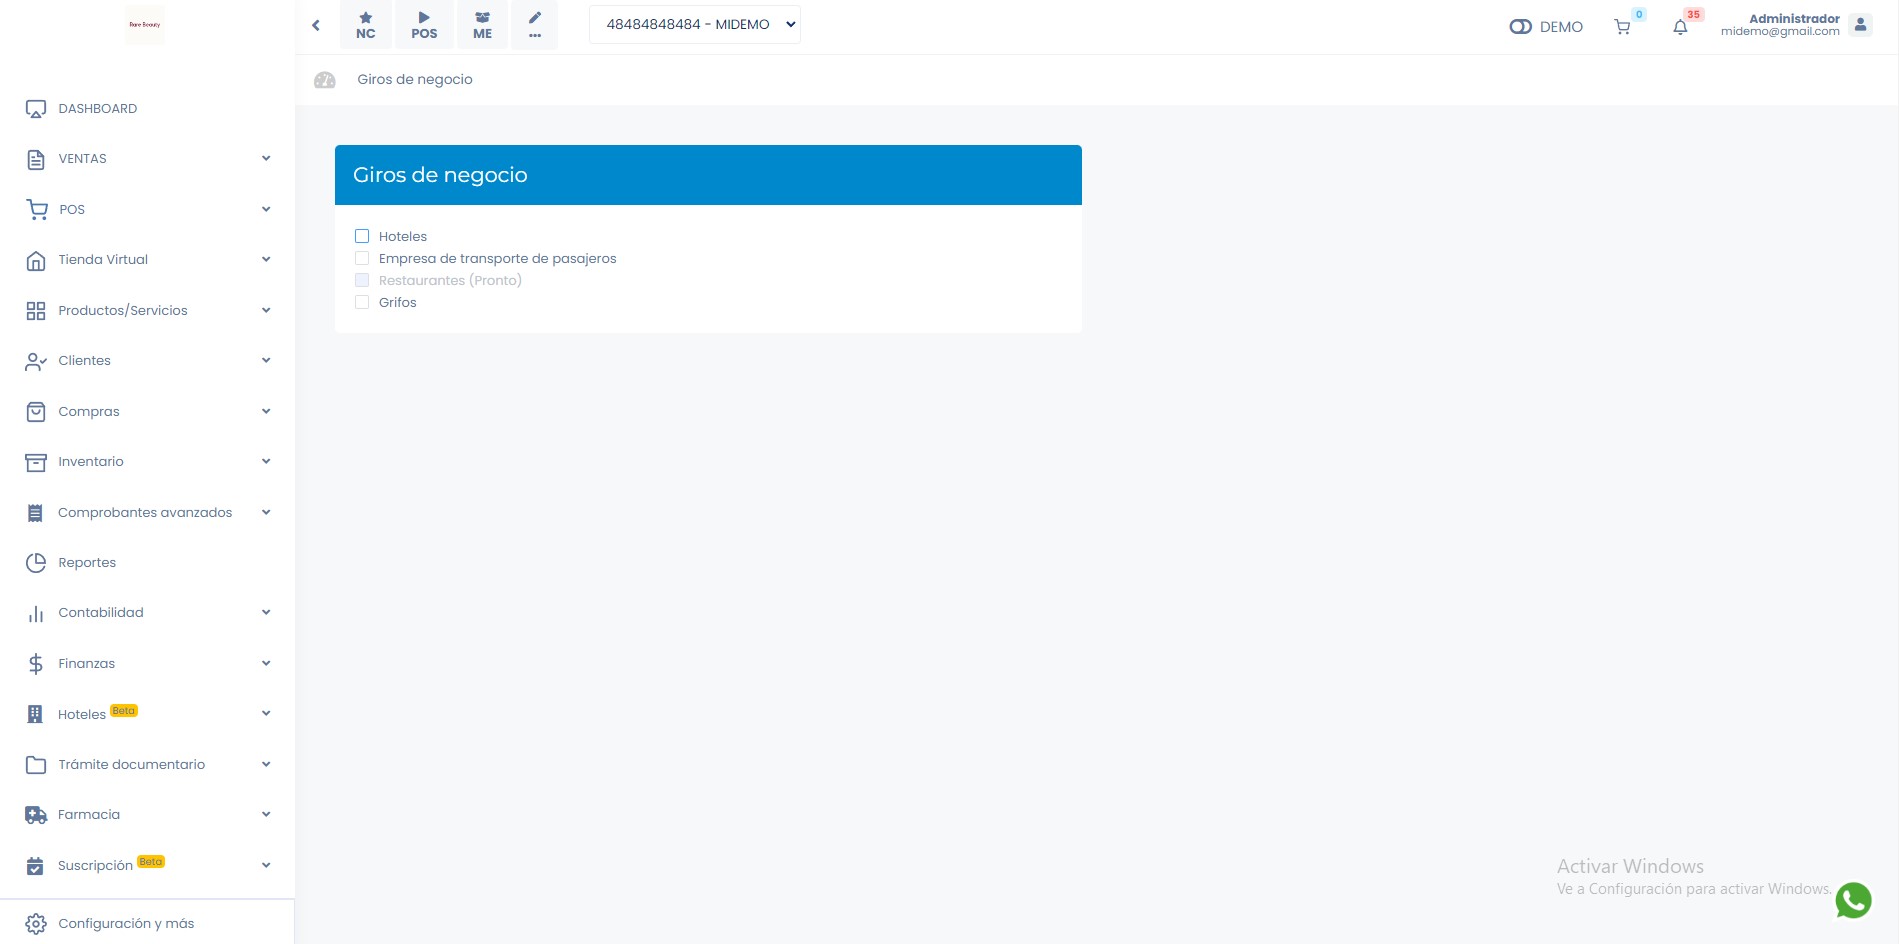 Rare Beauty
NC
POS
ME
...
48484848484 - MIDEMO
DEMO
0
35
Administrador
midemo@gmail.com
Giros de negocio
DASHBOARD
VENTAS
POS
Tienda Virtual
Productos/Servicios
Clientes
Compras
Inventario
Comprobantes avanzados
Reportes
Contabilidad
Finanzas
Hoteles Beta
Trámite documentario
Farmacia
Suscripción Beta
Configuración y más
Giros de negocio
Hoteles
Empresa de transporte de pasajeros
Restaurantes (Pronto)
Grifos
Activar Windows
Ve a Configuración para activar Windows.